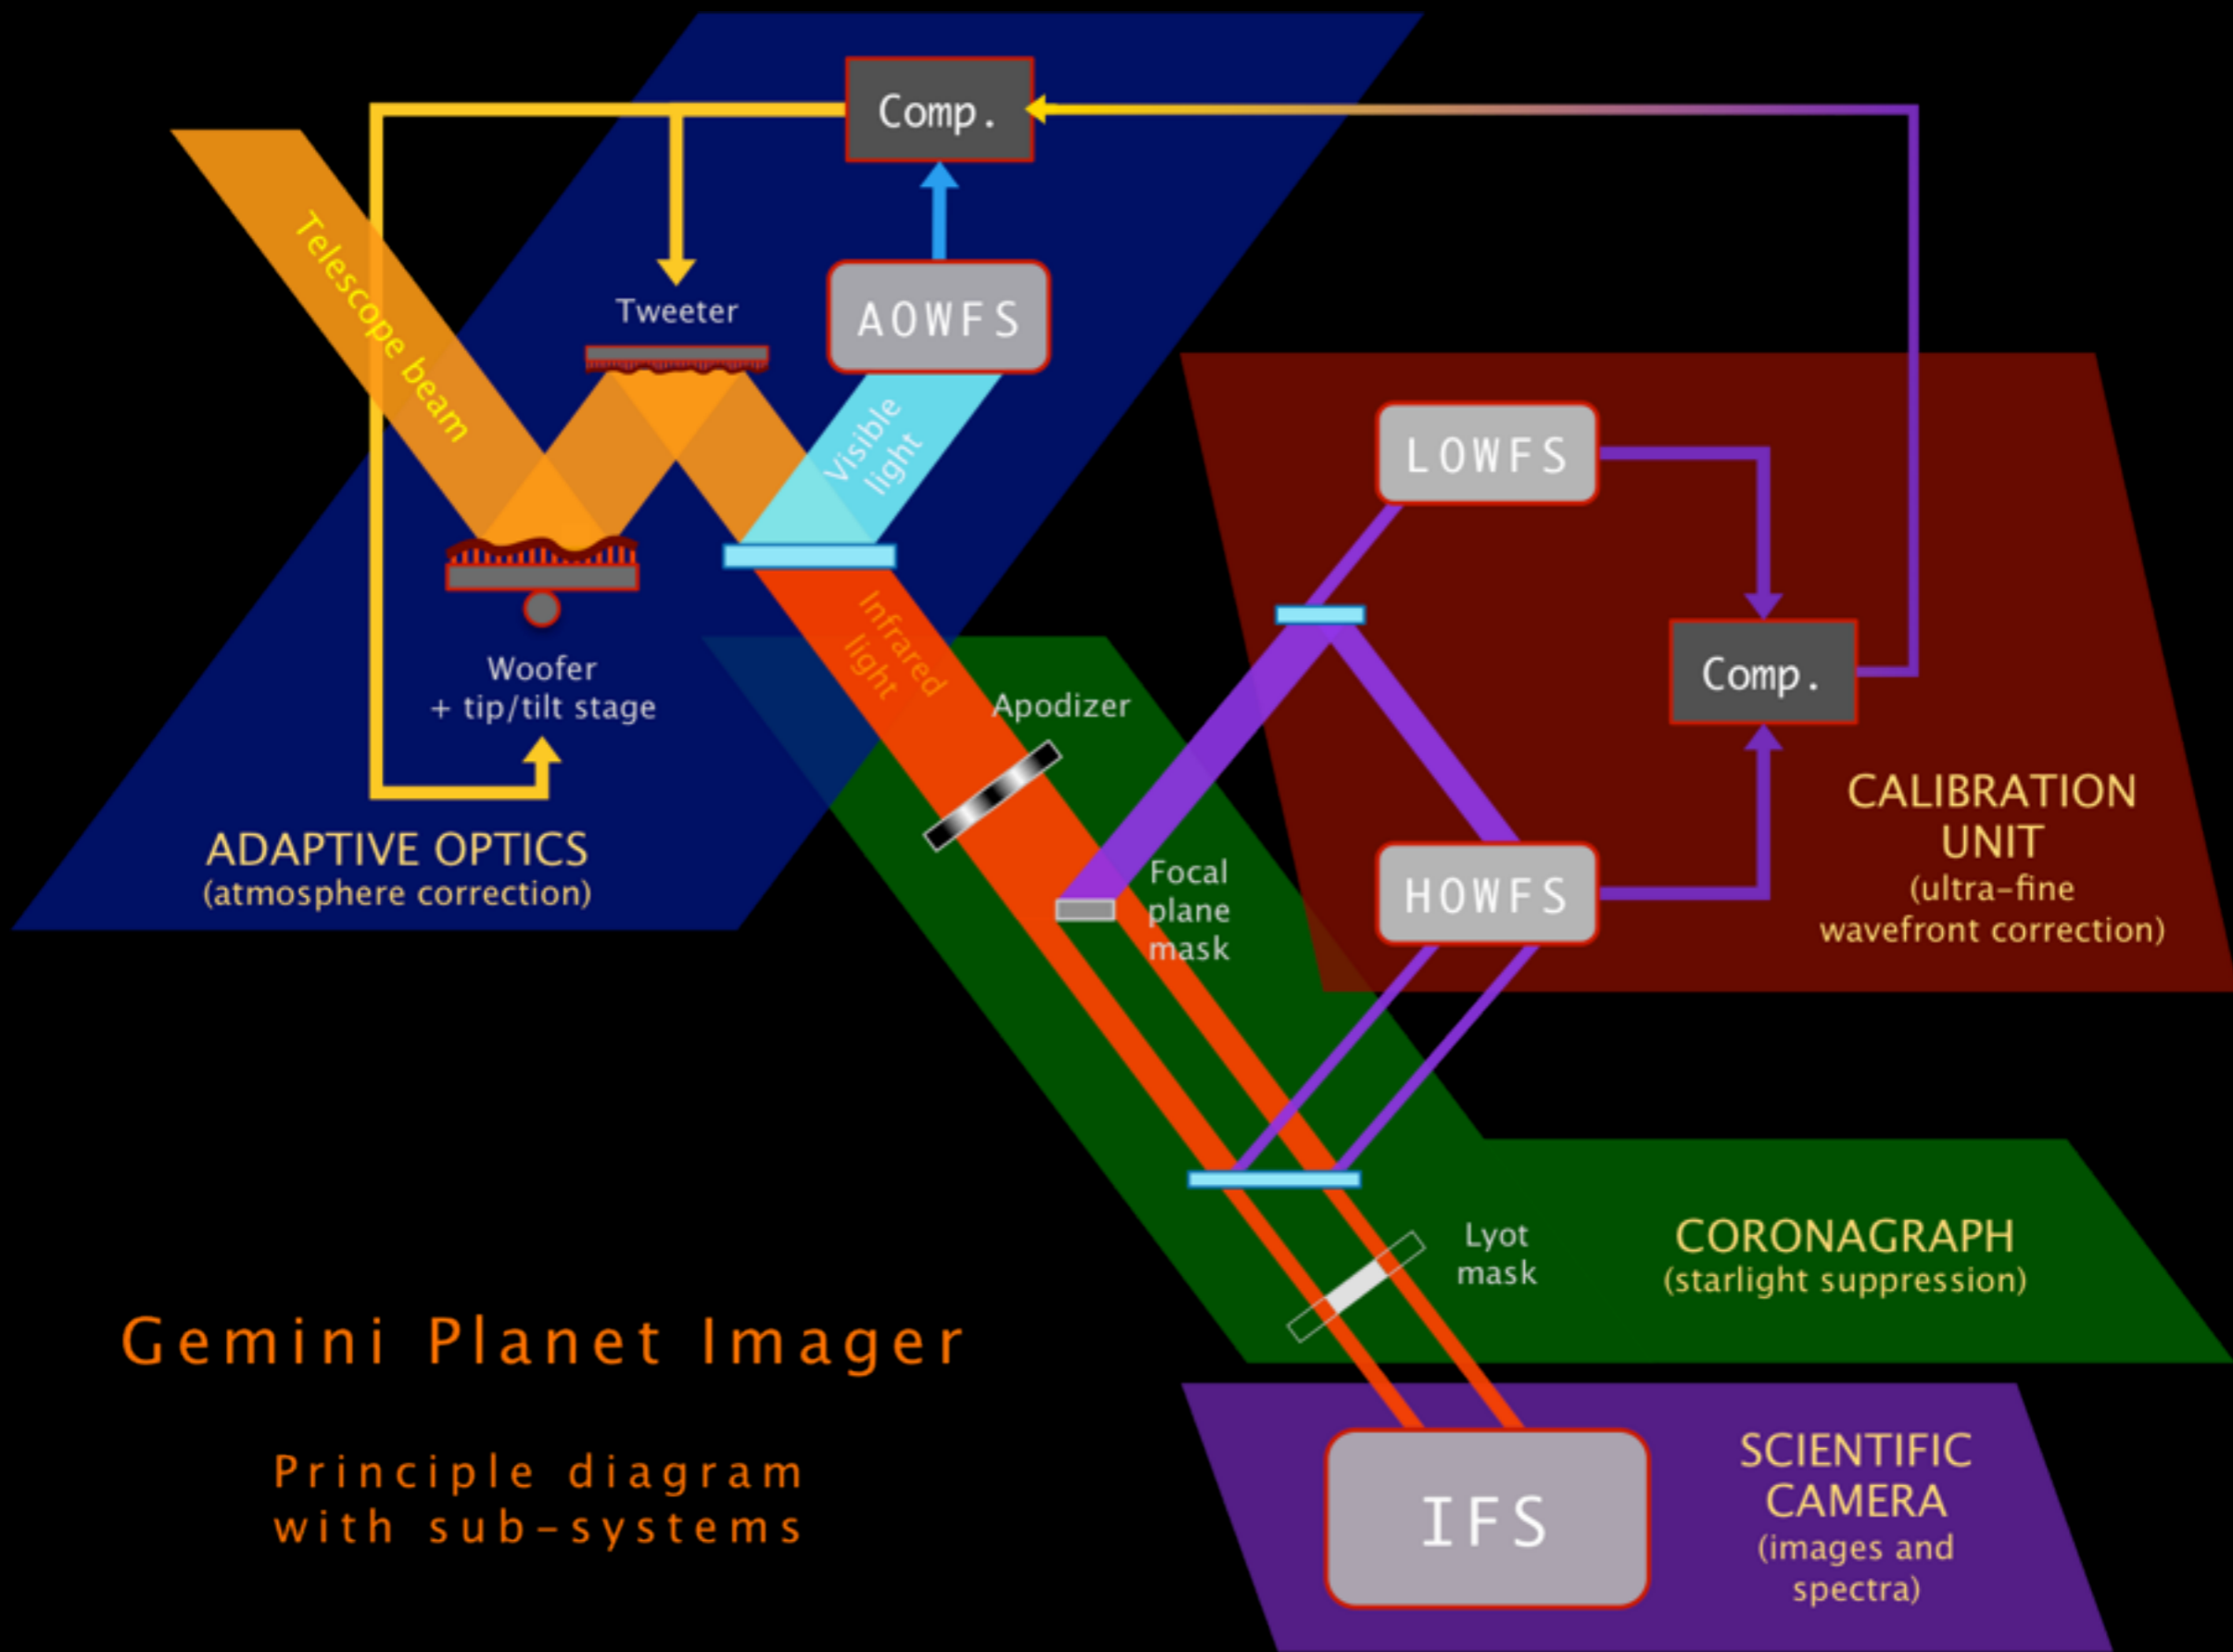 Comp.
Telescope beam
Tweeter
AOWFS
Visible
light
LOWFS
Infrared
light
Woofer
+ tip/tilt stage
Comp.
Apodizer
ADAPTIVE OPTICS
(atmosphere correction)
CALIBRATION
UNIT
(ultra-fine
wavefront correction)
Focal
plane
mask
HOWFS
Lyot
mask
CORONAGRAPH
(starlight suppression)
Gemini Planet Imager
Principle diagram
with sub-systems
IFS
SCIENTIFIC
CAMERA
(images and
spectra)